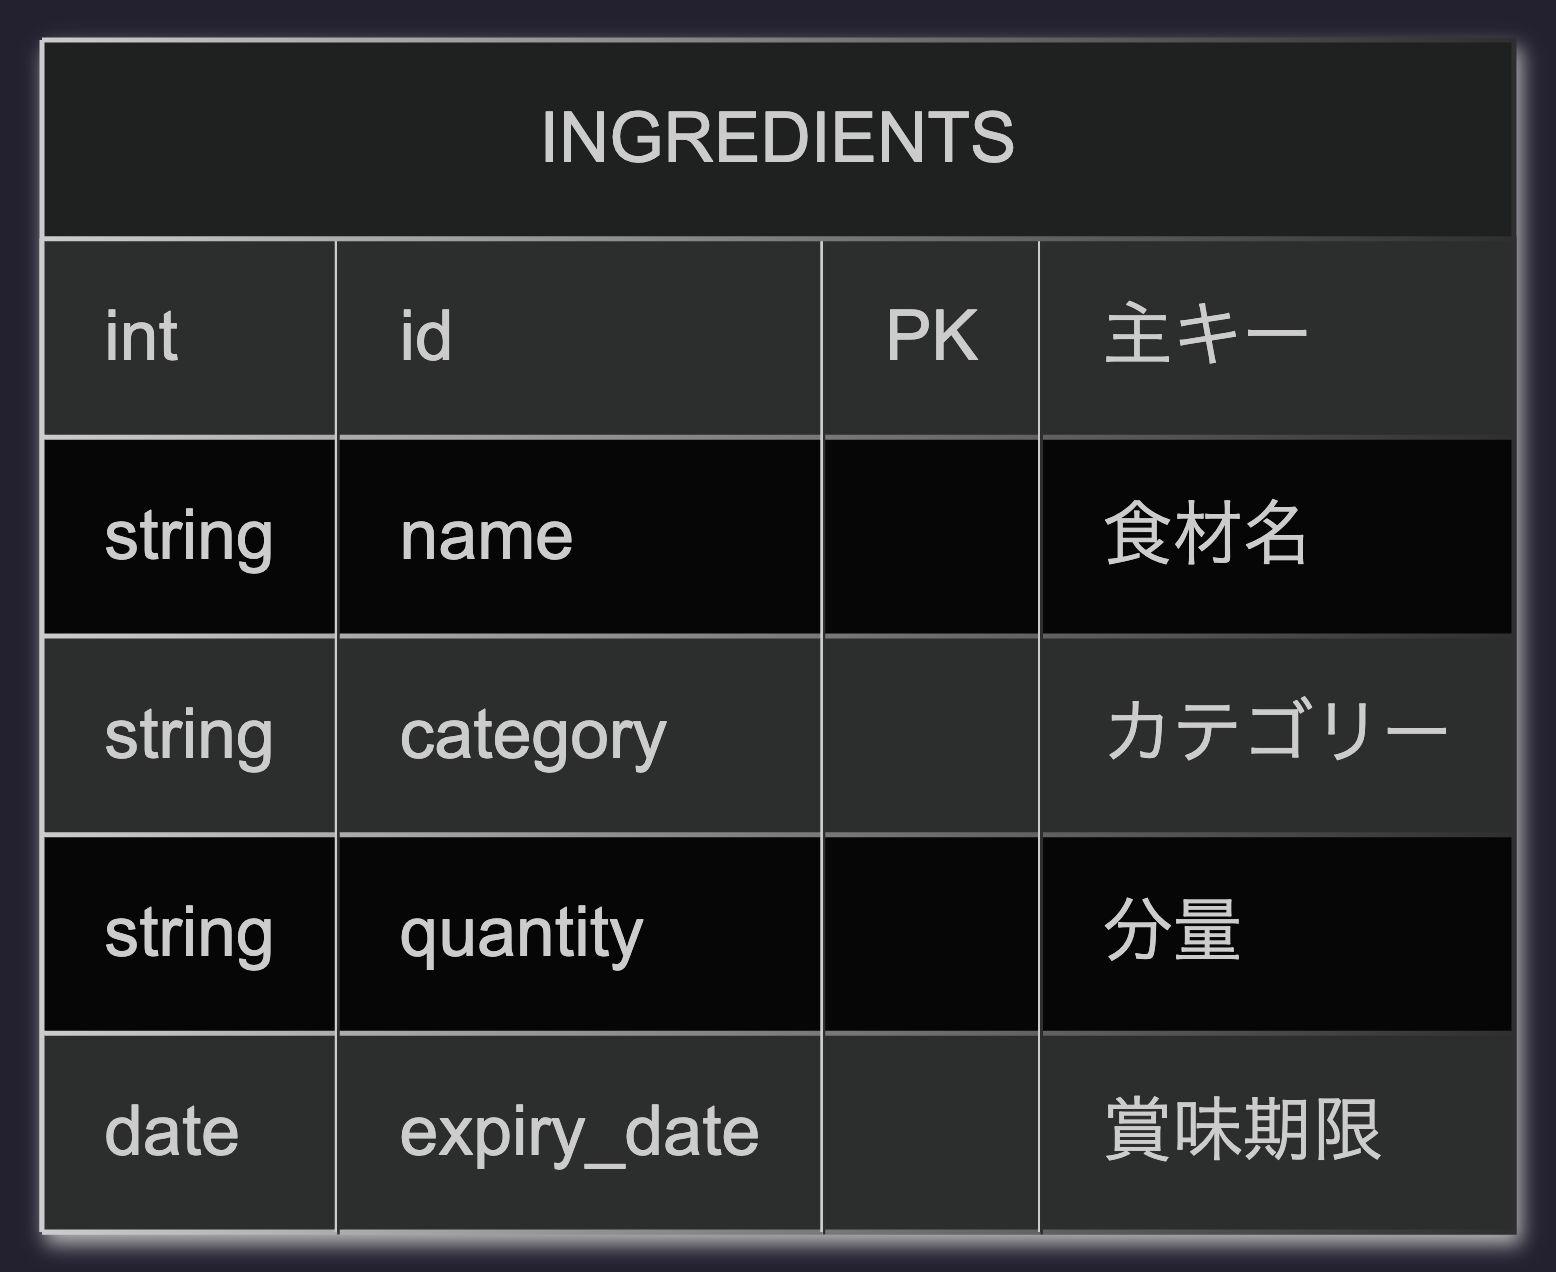 INGREDIENTS
int id PK 主キー
string name 食材名
string category カテゴリー
string quantity 分量
date expiry_date 賞味期限